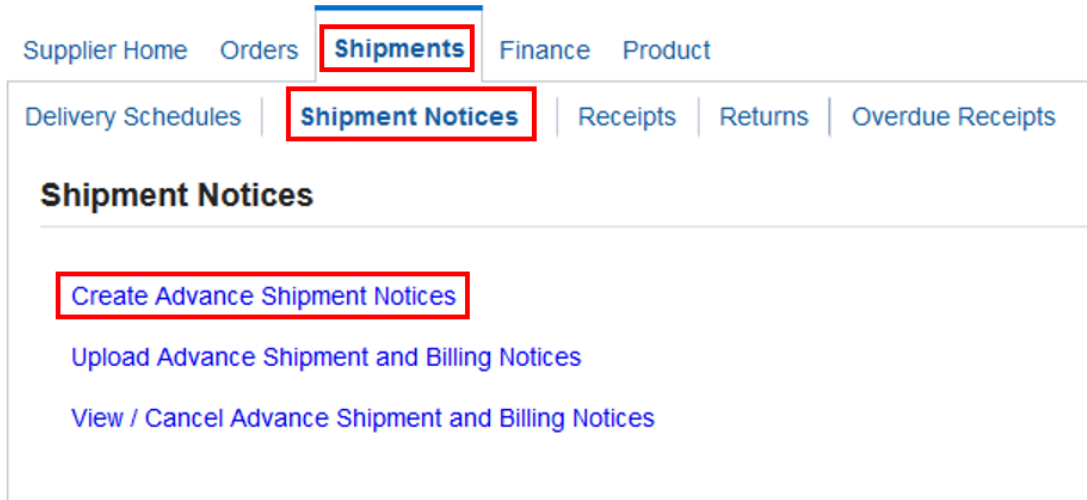 Supplier Home Orders Shipments Finance Product
Delivery Schedules Shipment Notices Receipts Returns Overdue Receipts
Shipment Notices
Create Advance Shipment Notices
Upload Advance Shipment and Billing Notices
View / Cancel Advance Shipment and Billing Notices